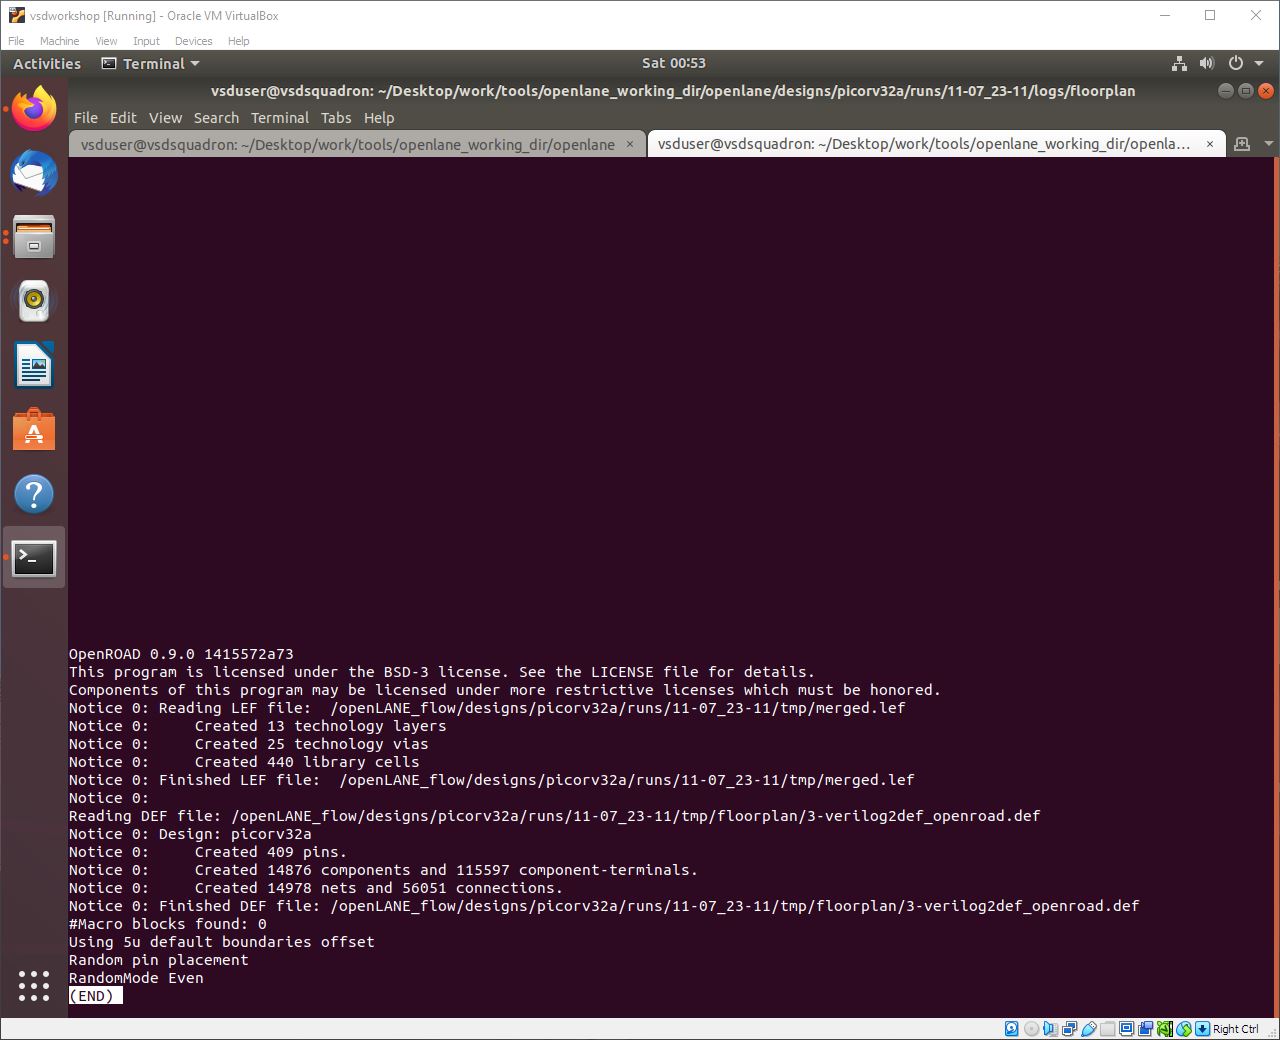 vsdworkshop [Running] - Oracle VM VirtualBox
File Machine View Input Devices Help
Activities Terminal Sat 00:53
vsduser@vsdsquadron: ~/Desktop/work/tools/openlane_working_dir/openlane/designs/picorv32a/runs/11-07_23-11/logs/floorplan
File Edit View Search Terminal Tabs Help
vsduser@vsdsquadron: ~/Desktop/work/tools/openlane_working_dir/openlane × vsduser@vsdsquadron: ~/Desktop/work/tools/openlane_working_dir/openla... ×
OpenROAD 0.9.0 1415572a73
This program is licensed under the BSD-3 license. See the LICENSE file for details.
Components of this program may be licensed under more restrictive licenses which must be honored.
Notice 0: Reading LEF file:  /openLANE_flow/designs/picorv32a/runs/11-07_23-11/tmp/merged.lef
Notice 0:     Created 13 technology layers
Notice 0:     Created 25 technology vias
Notice 0:     Created 440 library cells
Notice 0: Finished LEF file:  /openLANE_flow/designs/picorv32a/runs/11-07_23-11/tmp/merged.lef
Notice 0:
Reading DEF file: /openLANE_flow/designs/picorv32a/runs/11-07_23-11/tmp/floorplan/3-verilog2def_openroad.def
Notice 0: Design: picorv32a
Notice 0:     Created 409 pins.
Notice 0:     Created 14876 components and 115597 component-terminals.
Notice 0:     Created 14978 nets and 56051 connections.
Notice 0: Finished DEF file: /openLANE_flow/designs/picorv32a/runs/11-07_23-11/tmp/floorplan/3-verilog2def_openroad.def
#Macro blocks found: 0
Using 5u default boundaries offset
Random pin placement
RandomMode Even
(END)
Right Ctrl